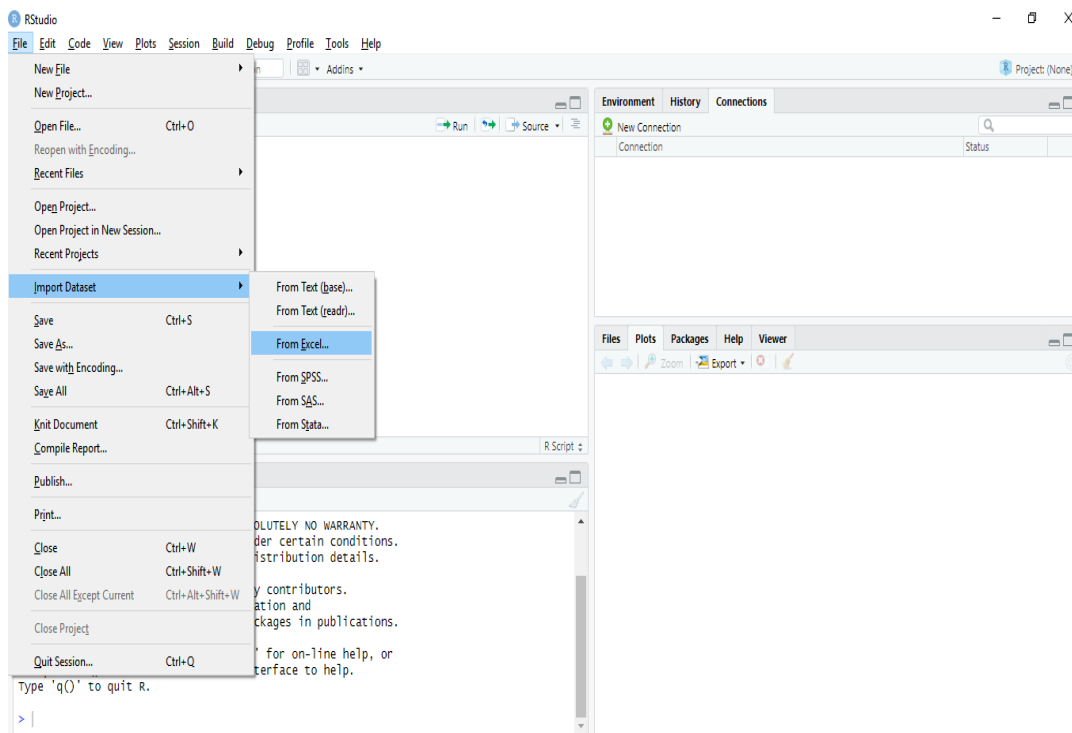 RStudio
File Edit Code View Plots Session Build Debug Profile Tools Help
Addins
Project: (None)
New File
New Project...
Open File... Ctrl+O
Reopen with Encoding...
Recent Files
Open Project...
Open Project in New Session...
Recent Projects
Import Dataset
Save Ctrl+S
Save As...
Save with Encoding...
Save All Ctrl+Alt+S
Knit Document Ctrl+Shift+K
Compile Report...
Publish...
Print...
Close Ctrl+W
Close All Ctrl+Shift+W
Close All Except Current Ctrl+Alt+Shift+W
Close Project
Quit Session... Ctrl+Q
From Text (base)...
From Text (readr)...
From Excel...
From SPSS...
From SAS...
From Stata...
Run Source
R Script
OLUTELY NO WARRANTY.
der certain conditions.
istribution details.
y contributors.
ation and
ckages in publications.
' for on-line help, or
terface to help.
Type 'q()' to quit R.
>
Environment History Connections
New Connection
Connection Status
Files Plots Packages Help Viewer
Zoom Export